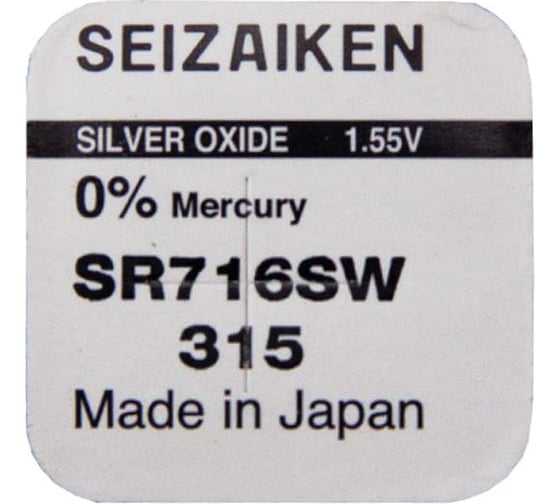 SEIZAIKEN
SILVER OXIDE 1.55V
0% Mercury
SR716SW
315
Made in Japan